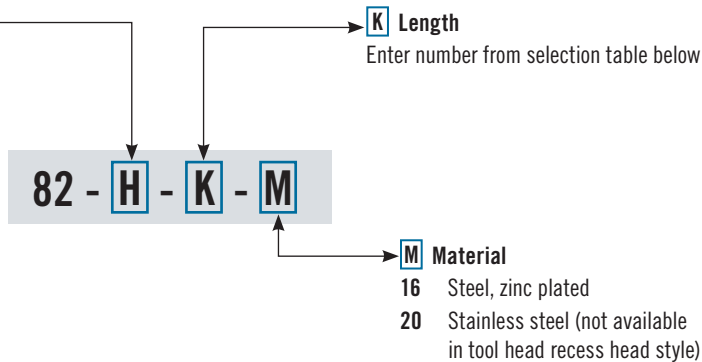 K Length
Enter number from selection table below
82 - H - K - M
M Material
16 Steel, zinc plated
20 Stainless steel (not available
in tool head recess head style)